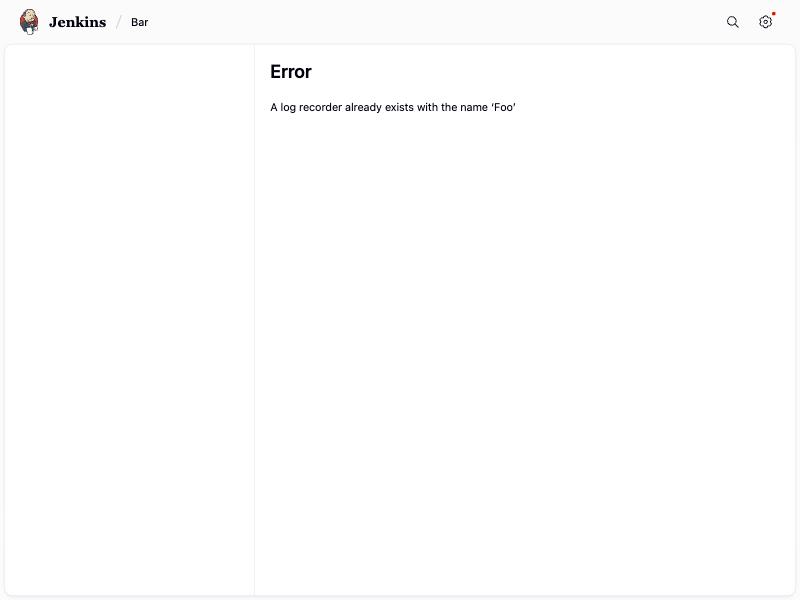 Jenkins / Bar
Error
A log recorder already exists with the name ‘Foo’